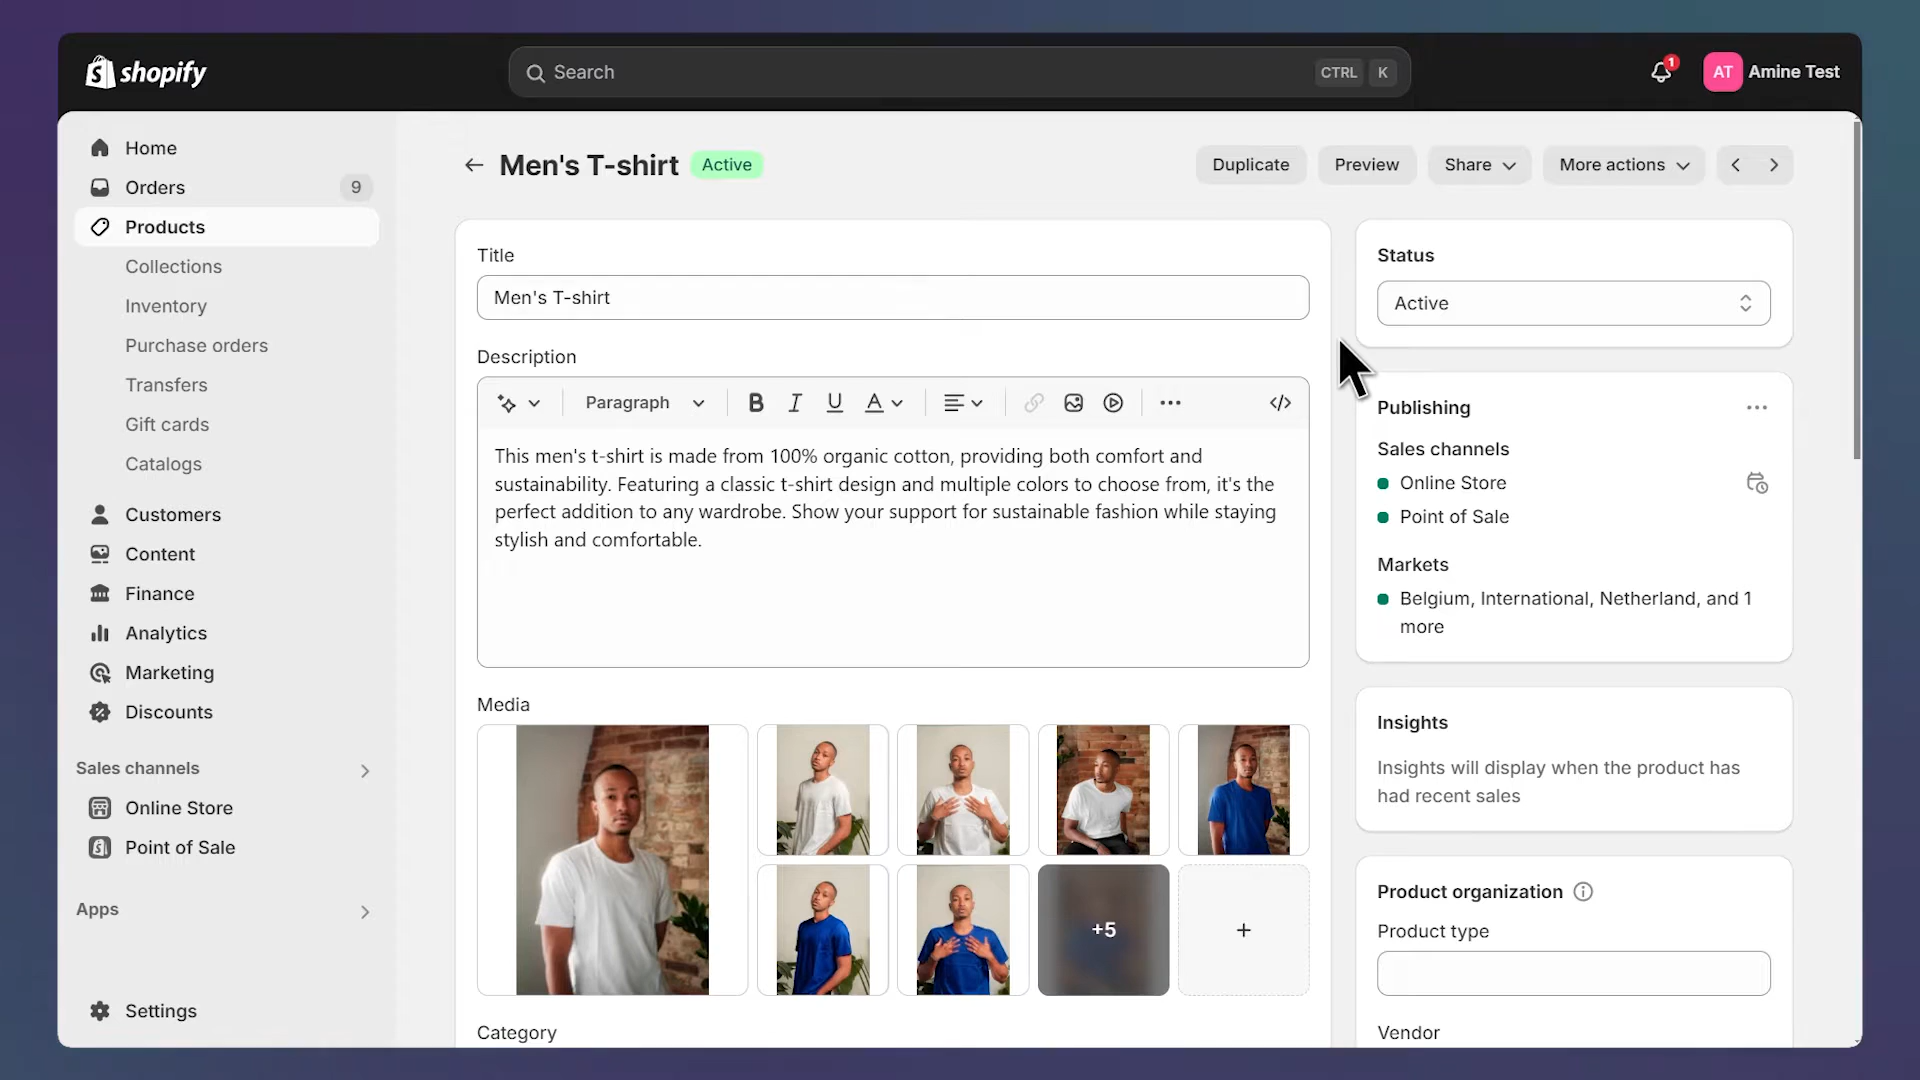 shopify
Search
CTRL K
1
AT
Amine Test
Home
Orders
9
Products
Collections
Inventory
Purchase orders
Transfers
Gift cards
Catalogs
Customers
Content
Finance
Analytics
Marketing
Discounts
Sales channels
Online Store
Point of Sale
Apps
Settings
Men's T-shirt
Active
Duplicate
Preview
Share
More actions
Title
Men's T-shirt
Description
Paragraph
B I U A
This men's t-shirt is made from 100% organic cotton, providing both comfort and
sustainability. Featuring a classic t-shirt design and multiple colors to choose from, it's the
perfect addition to any wardrobe. Show your support for sustainable fashion while staying
stylish and comfortable.
Media
+5
+
Category
Status
Active
Publishing
Sales channels
Online Store
Point of Sale
Markets
Belgium, International, Netherland, and 1
more
Insights
Insights will display when the product has
had recent sales
Product organization
Product type
Vendor